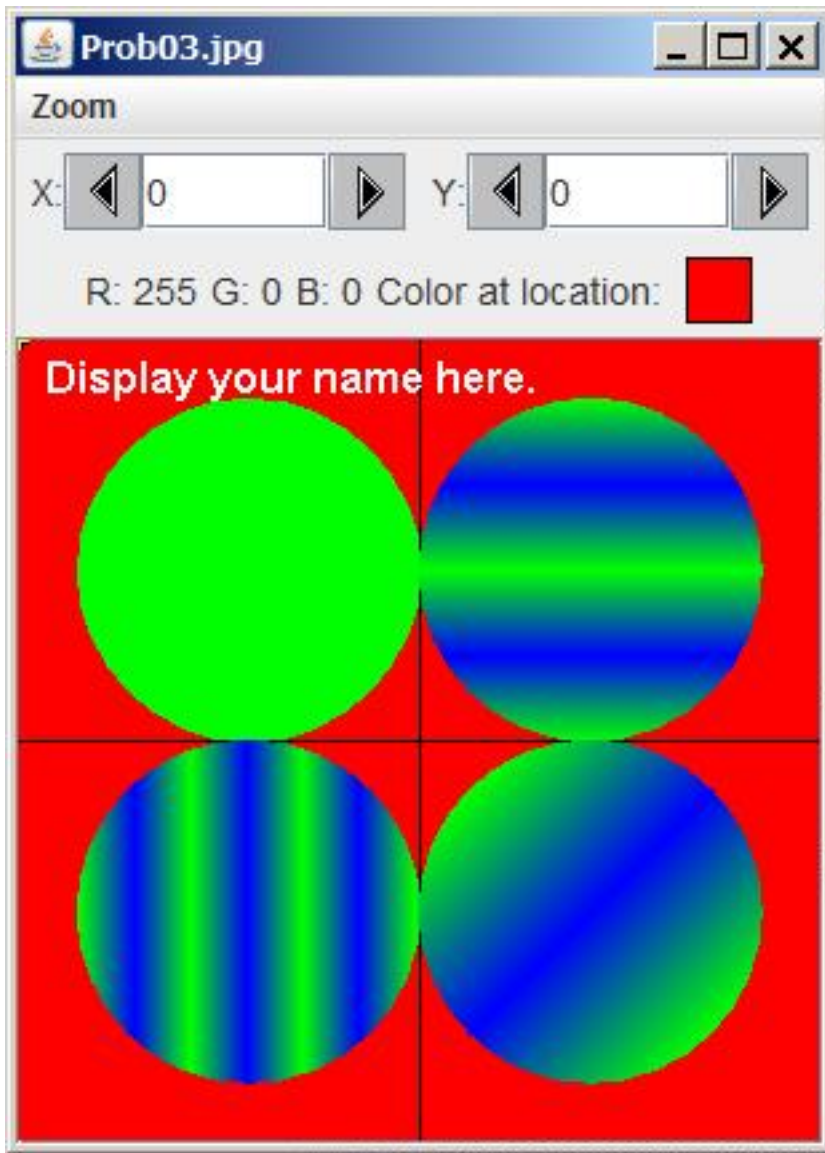 Prob03.jpg
Zoom
X: 0 Y: 0
R: 255 G: 0 B: 0 Color at location:
Display your name here.